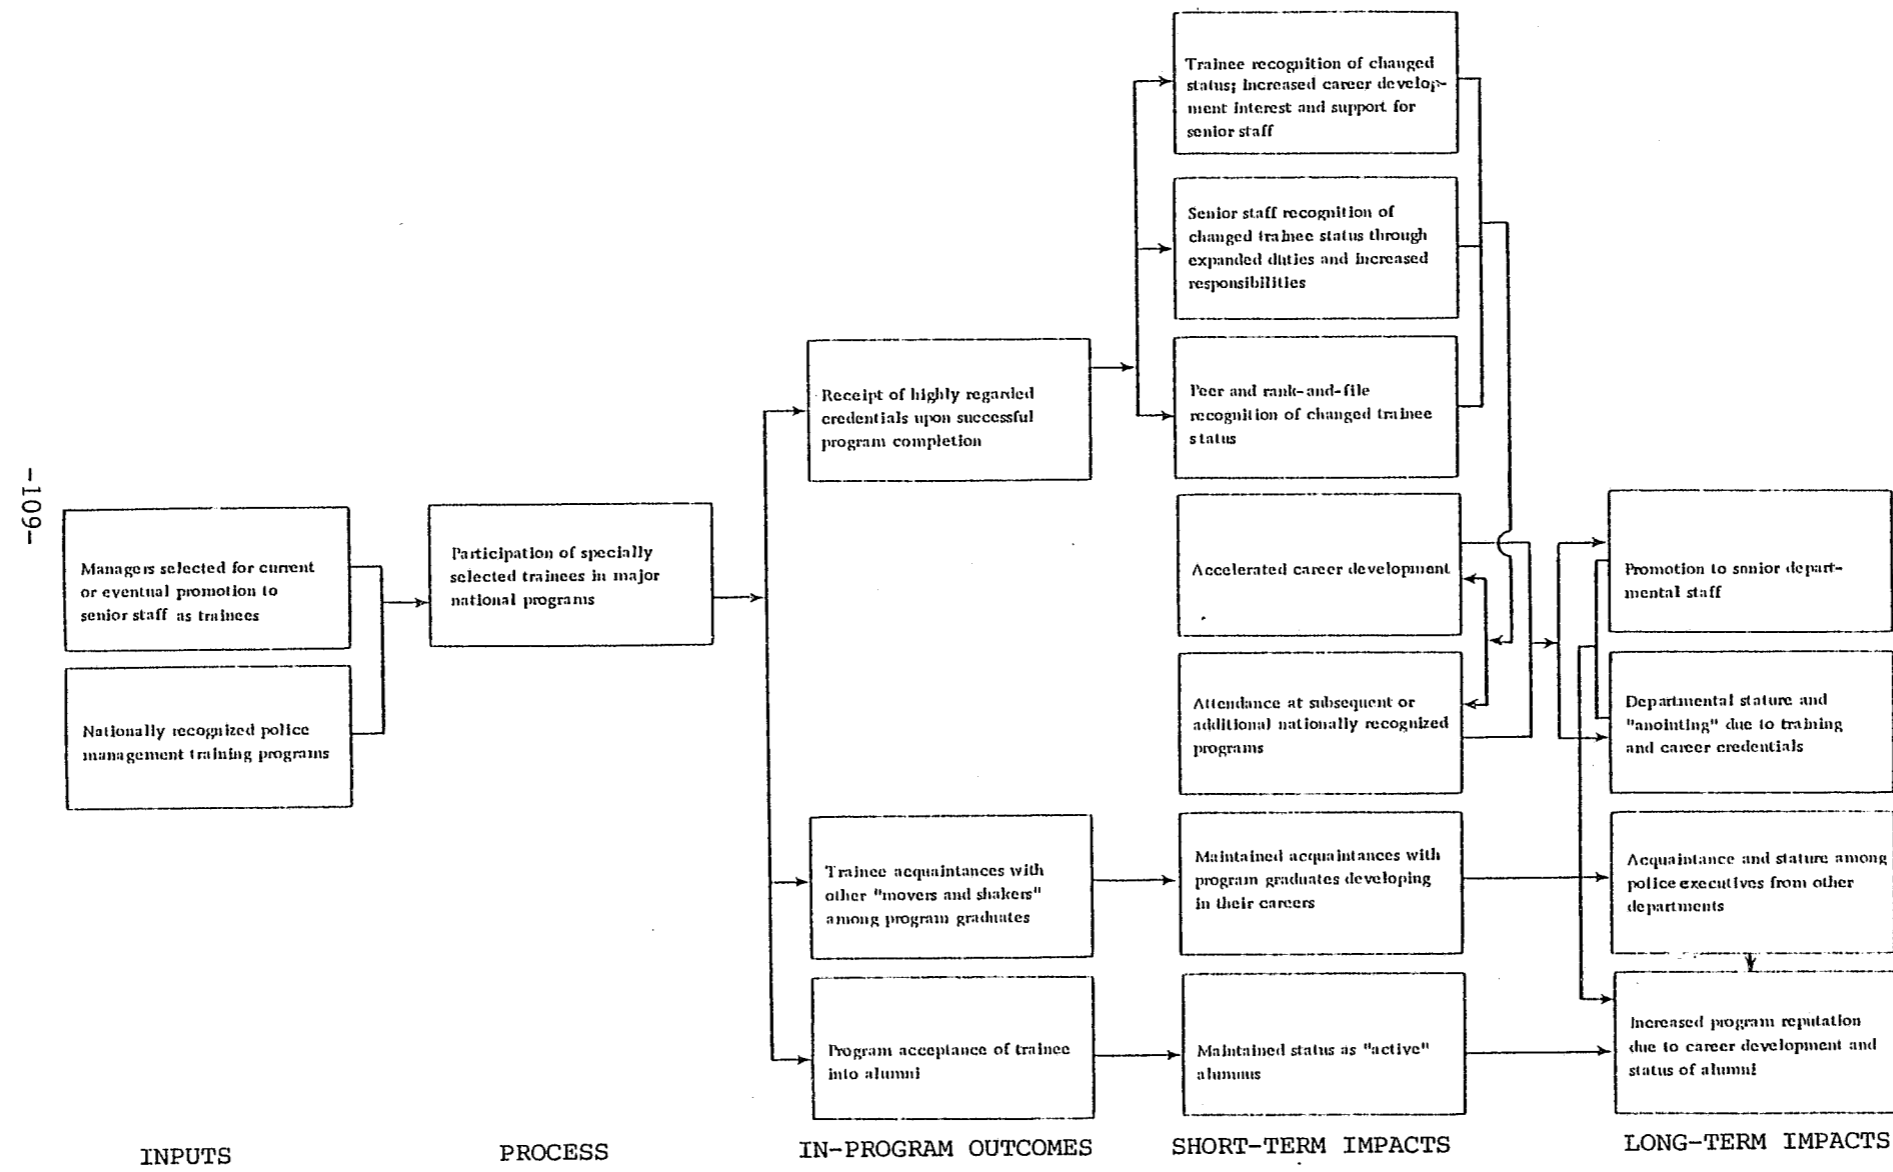 -109-
Managers selected for current
or eventual promotion to
senior staff as trainees
Nationally recognized police
management training programs
Participation of specially
selected trainees in major
national programs
Receipt of highly regarded
credentials upon successful
program completion
Trainee acquaintances with
other "movers and shakers"
among program graduates
Program acceptance of trainee
into alumni
Trainee recognition of changed
status; increased career develop-
ment interest and support for
senior staff
Senior staff recognition of
changed trainee status through
expanded duties and increased
responsibilities
Peer and rank-and-file
recognition of changed trainee
status
Accelerated career development
Attendance at subsequent or
additional nationally recognized
programs
Maintained acquaintances with
program graduates developing
in their careers
Maintained status as "active"
alumnus
Promotion to senior depart-
mental staff
Departmental stature and
"anointing" due to training
and career credentials
Acquaintance and stature among
police executives from other
departments
Increased program reputation
due to career development and
status of alumni
INPUTS
PROCESS
IN-PROGRAM OUTCOMES
SHORT-TERM IMPACTS
LONG-TERM IMPACTS